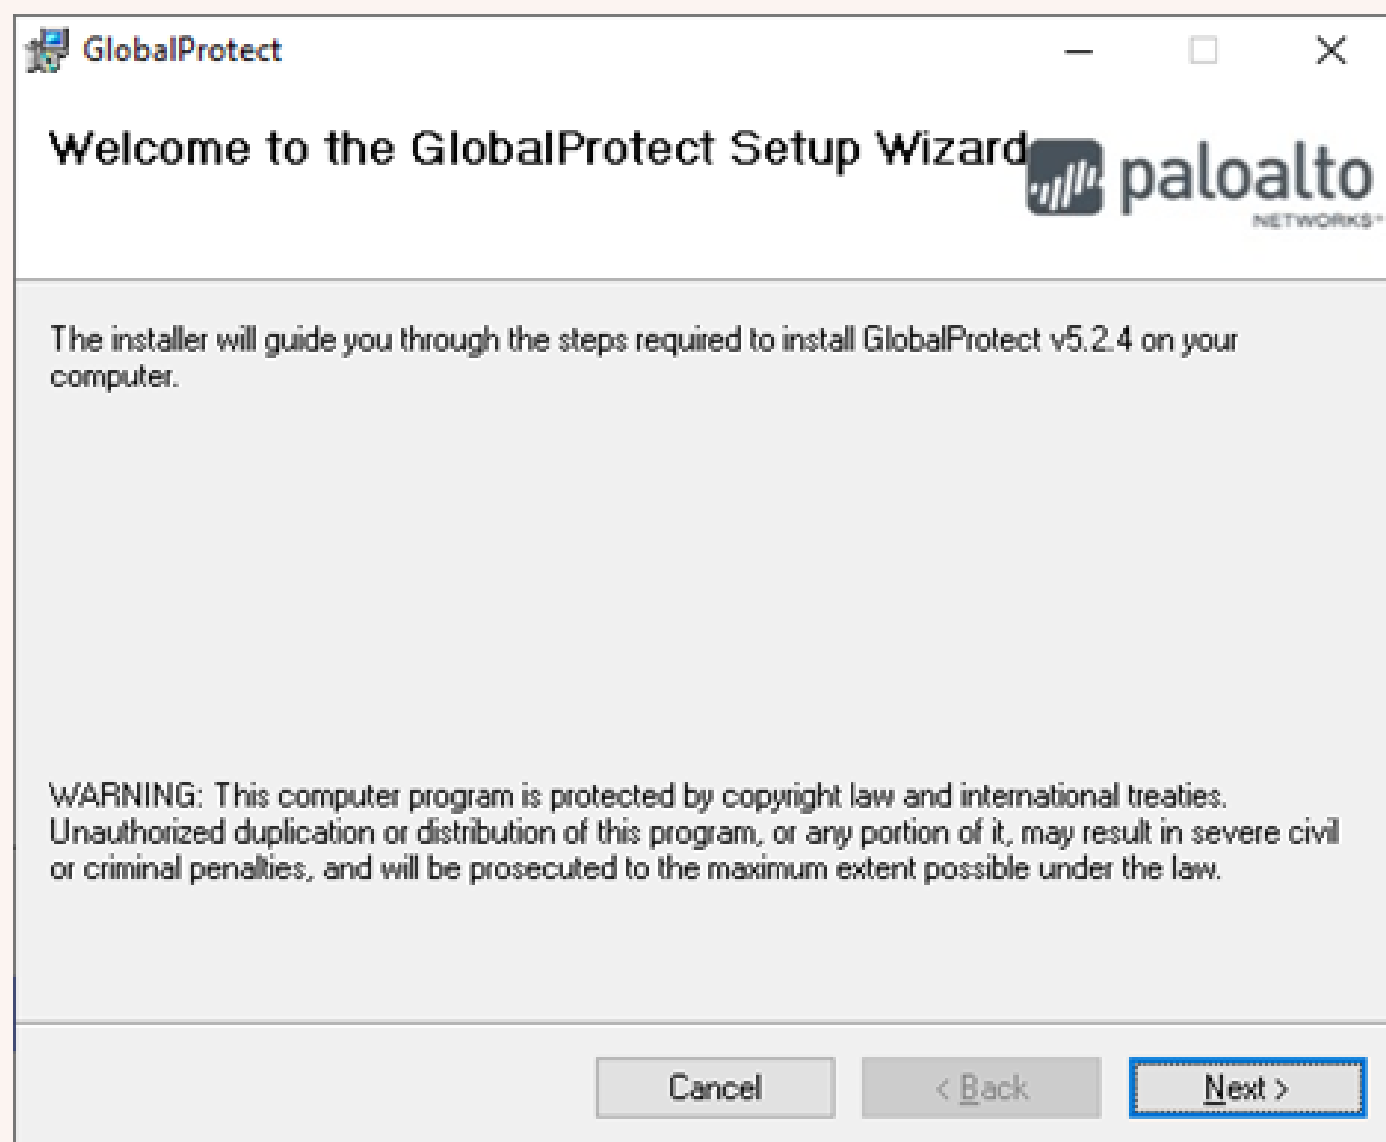 GlobalProtect
Welcome to the GlobalProtect Setup Wizard
paloalto
NETWORKS
The installer will guide you through the steps required to install GlobalProtect v5.2.4 on your
computer.
WARNING: This computer program is protected by copyright law and international treaties.
Unauthorized duplication or distribution of this program, or any portion of it, may result in severe civil
or criminal penalties, and will be prosecuted to the maximum extent possible under the law.
Cancel
< Back
Next >